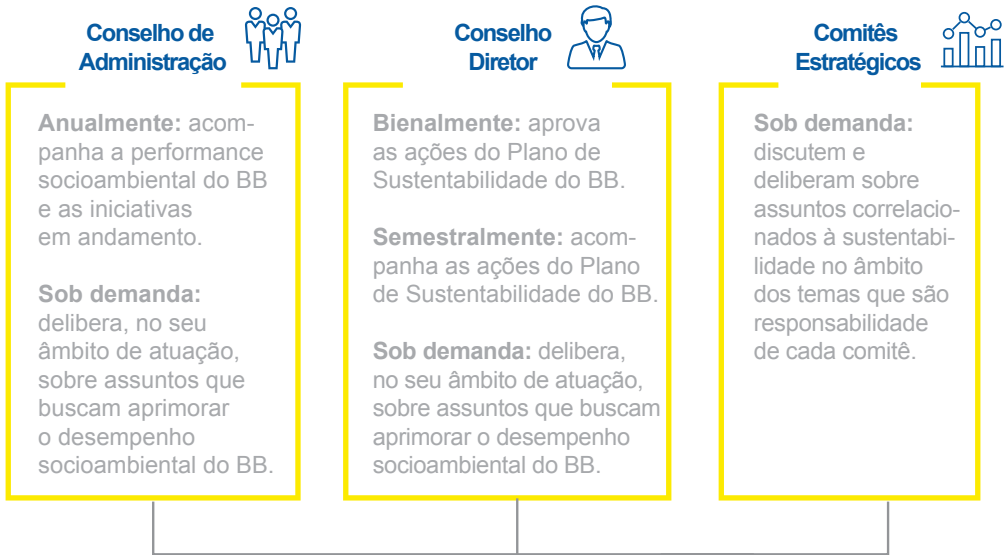 Conselho de
Administração
Anualmente: acom-
panha a performance
socioambiental do BB
e as iniciativas
em andamento.
Sob demanda:
delibera, no seu
âmbito de atuação,
sobre assuntos que
buscam aprimorar
o desempenho
socioambiental do BB.
Conselho
Diretor
Bienalmente: aprova
as ações do Plano de
Sustentabilidade do BB.
Semestralmente: acom-
panha as ações do Plano
de Sustentabilidade do BB.
Sob demanda: delibera,
no seu âmbito de atuação,
sobre assuntos que buscam
aprimorar o desempenho
socioambiental do BB.
Comitês
Estratégicos
Sob demanda:
discutem e
deliberam sobre
assuntos correlacio-
nados à sustentabi-
lidade no âmbito
dos temas que são
responsabilidade
de cada comitê.